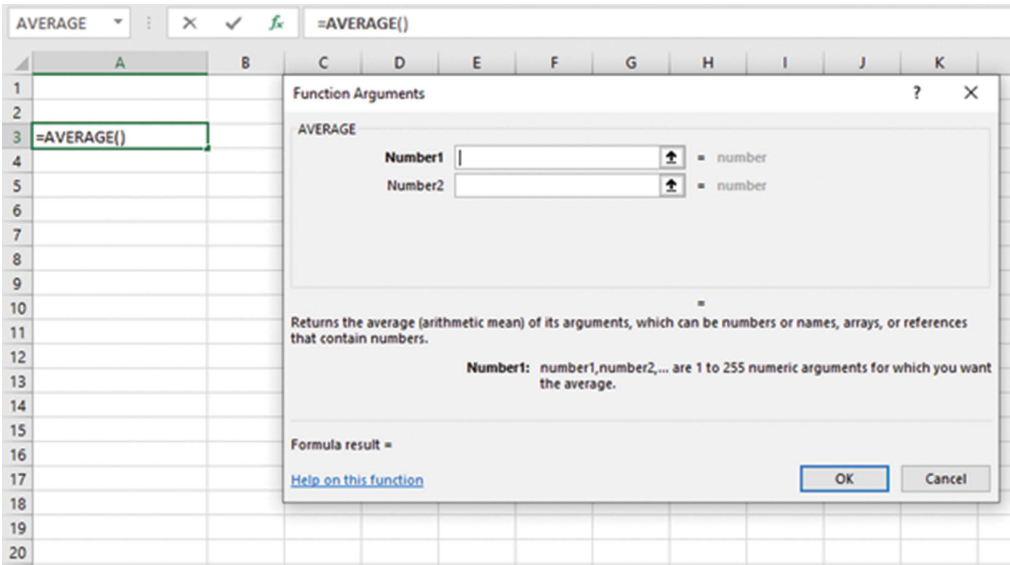 AVERAGE fx =AVERAGE()
A B C D E F G H I J K
1
2
3 =AVERAGE()
4
5
6
7
8
9
10
11
12
13
14
15
16
17
18
19
20
Function Arguments ? X
AVERAGE
Number1 = number
Number2 = number
=
Returns the average (arithmetic mean) of its arguments, which can be numbers or names, arrays, or references
that contain numbers.
Number1: number1,number2,... are 1 to 255 numeric arguments for which you want
the average.
Formula result =
Help on this function OK Cancel